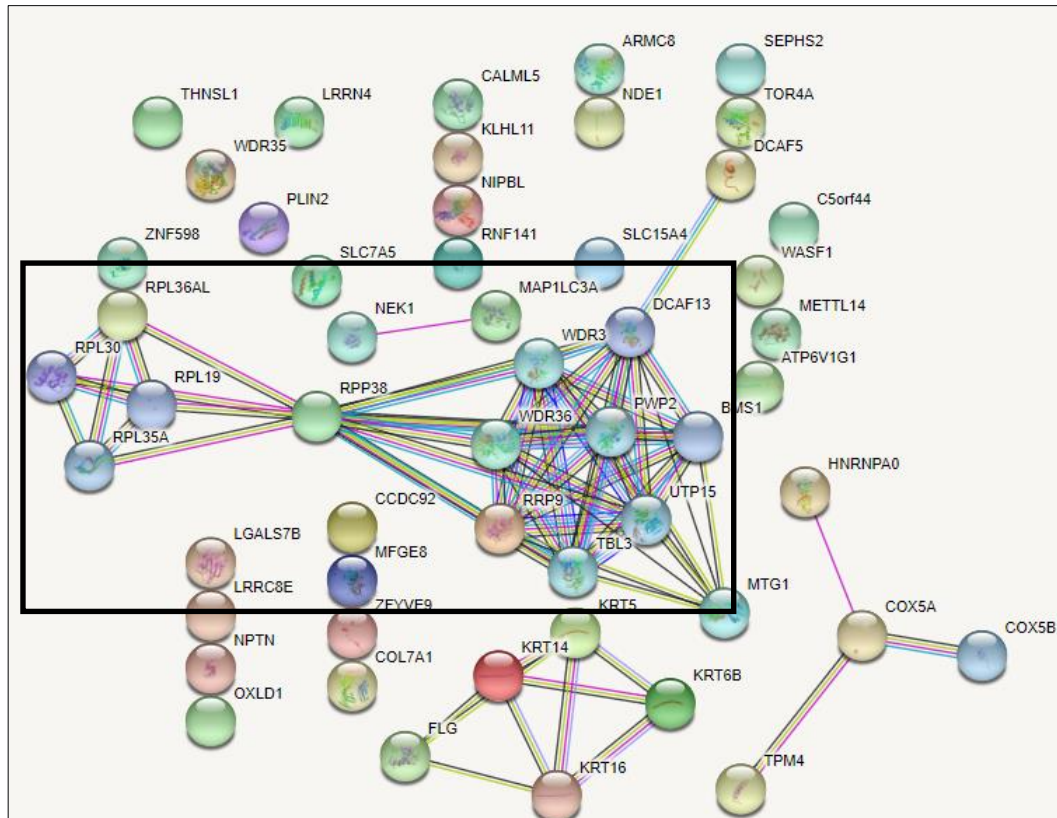 ARMC8
SEPHS2
CALML5
NDE1
TOR4A
THNSL1
LRRN4
KLHL11
WDR35
DCAF5
NIPBL
PLIN2
C5orf44
ZNF598
RNF141
SLC15A4
SLC7A5
WASF1
RPL36AL
MAP1LC3A
DCAF13
METTL14
NEK1
WDR3
RPL30
ATP6V1G1
RPL19
RPP38
PWP2
BMS1
WDR36
RPL35A
HNRNPA0
CCDC92
RRP9
UTP15
LGALS7B
MFGE8
TBL3
LRRC8E
ZFYVE9
MTG1
KRT5
COX5A
COX5B
NPTN
KRT14
COL7A1
KRT6B
OXLD1
FLG
TPM4
KRT16